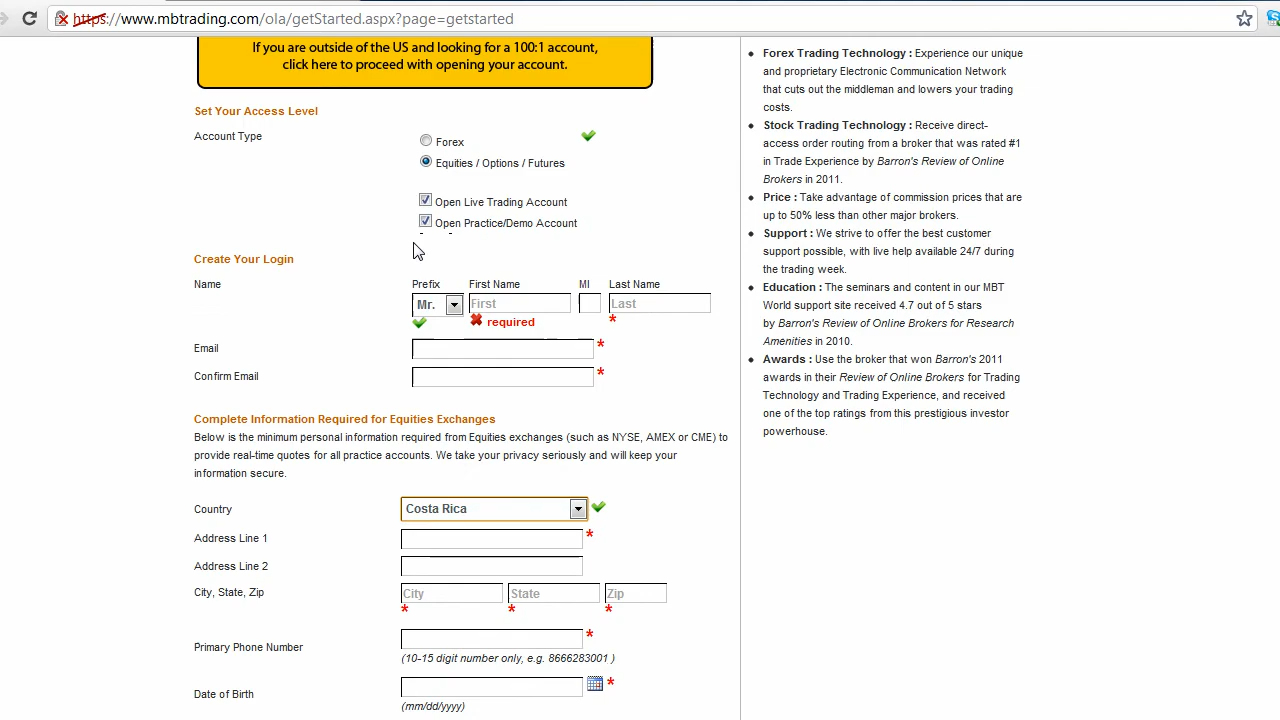 https://www.mbtrading.com/ola/getStarted.aspx?page=getstarted
If you are outside of the US and looking for a 100:1 account,
click here to proceed with opening your account.
Set Your Access Level
Account Type
Forex
Equities / Options / Futures
Open Live Trading Account
Open Practice/Demo Account
Create Your Login
Name
Prefix First Name MI Last Name
Mr. First Last
required *
Email *
Confirm Email *
Complete Information Required for Equities Exchanges
Below is the minimum personal information required from Equities exchanges (such as NYSE, AMEX or CME) to
provide real-time quotes for all practice accounts. We take your privacy seriously and will keep your
information secure.
Country Costa Rica
Address Line 1 *
Address Line 2
City, State, Zip City State Zip
* * *
Primary Phone Number *
(10-15 digit number only, e.g. 8666283001 )
Date of Birth *
(mm/dd/yyyy)
Forex Trading Technology : Experience our unique
and proprietary Electronic Communication Network
that cuts out the middleman and lowers your trading
costs.
Stock Trading Technology : Receive direct-
access order routing from a broker that was rated #1
in Trade Experience by Barron's Review of Online
Brokers in 2011.
Price : Take advantage of commission prices that are
up to 50% less than other major brokers.
Support : We strive to offer the best customer
support possible, with live help available 24/7 during
the trading week.
Education : The seminars and content in our MBT
World support site received 4.7 out of 5 stars
by Barron's Review of Online Brokers for Research
Amenities in 2010.
Awards : Use the broker that won Barron's 2011
awards in their Review of Online Brokers for Trading
Technology and Trading Experience, and received
one of the top ratings from this prestigious investor
powerhouse.